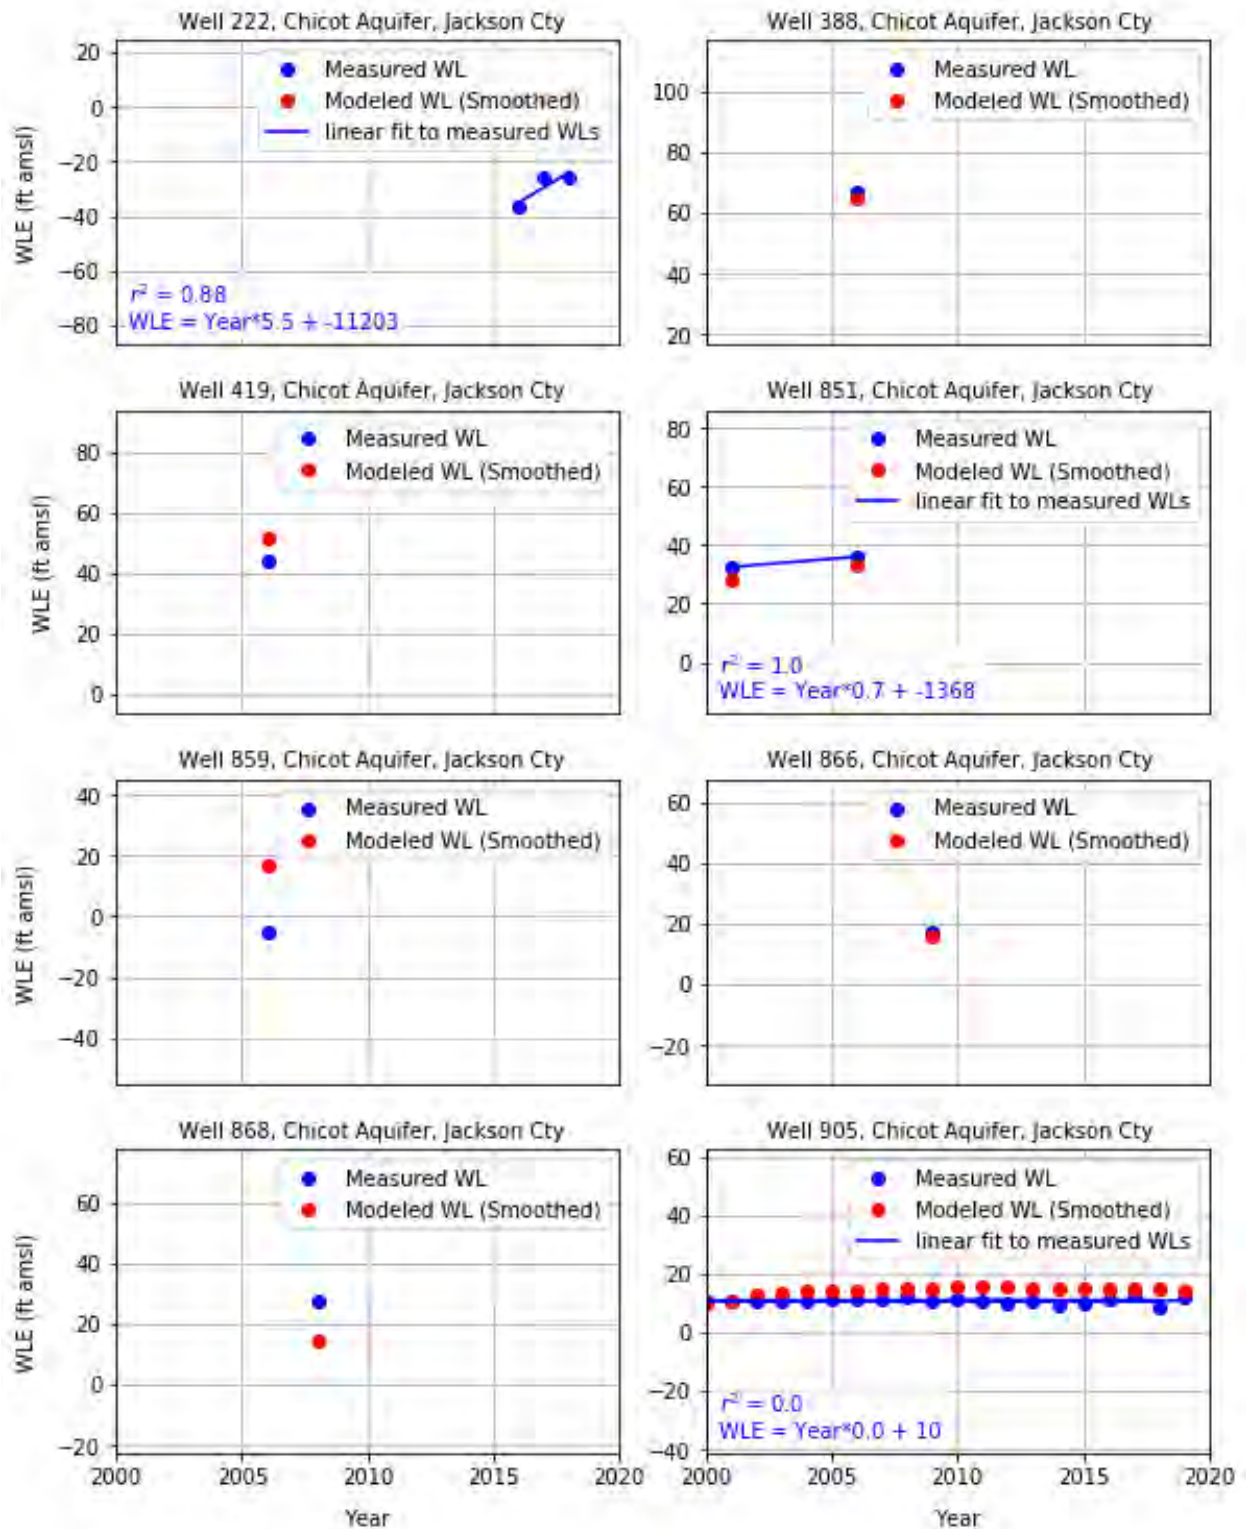 Well 222, Chicot Aquifer, Jackson Cty
20
0
−20
−40
−60
−80
WLE (ft amsl)
Measured WL
Modeled WL (Smoothed)
linear fit to measured WLs
r² = 0.88
WLE = Year*5.5 + -11203
Well 388, Chicot Aquifer, Jackson Cty
100
80
60
40
20
Measured WL
Modeled WL (Smoothed)
Well 419, Chicot Aquifer, Jackson Cty
80
60
40
20
0
WLE (ft amsl)
Measured WL
Modeled WL (Smoothed)
Well 851, Chicot Aquifer, Jackson Cty
80
60
40
20
0
Measured WL
Modeled WL (Smoothed)
linear fit to measured WLs
r² = 1.0
WLE = Year*0.7 + -1368
Well 859, Chicot Aquifer, Jackson Cty
40
20
0
−20
−40
WLE (ft amsl)
Measured WL
Modeled WL (Smoothed)
Well 866, Chicot Aquifer, Jackson Cty
60
40
20
0
−20
Measured WL
Modeled WL (Smoothed)
Well 868, Chicot Aquifer, Jackson Cty
60
40
20
0
−20
WLE (ft amsl)
Measured WL
Modeled WL (Smoothed)
2000 2005 2010 2015 2020
Year
Well 905, Chicot Aquifer, Jackson Cty
60
40
20
0
−20
−40
Measured WL
Modeled WL (Smoothed)
linear fit to measured WLs
r² = 0.0
WLE = Year*0.0 + 10
2000 2005 2010 2015 2020
Year